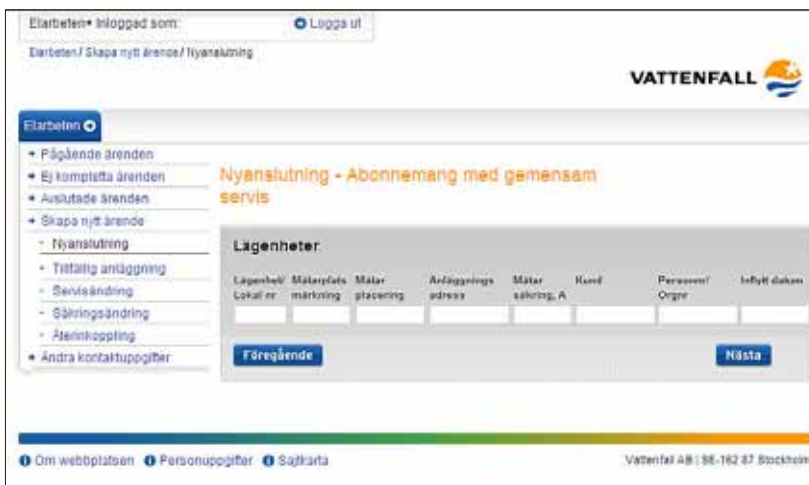 Elarbeten• Inloggad som:
Logga ut
Elarbeten / Skapa nytt ärende / Nyanslutning
VATTENFALL
Elarbeten
Pågående ärenden
Ej kompletta ärenden
Avslutade ärenden
Skapa nytt ärende
Nyanslutning
Tillfällig anläggning
Servisändring
Säkringsändring
Återinkoppling
Ändra kontaktuppgifter
Nyanslutning - Abonnemang med gemensam
servis
Lägenheter
Lägenhet/ Mätarplats Mätar Anläggnings Mätar Kund Personnr/ Inflytt datum
Lokal nr märkning placering adress säkring, A Orgnr
Föregående
Nästa
Om webbplatsen Personuppgifter Sajtkarta
Vattenfall AB | SE-162 87 Stockholm